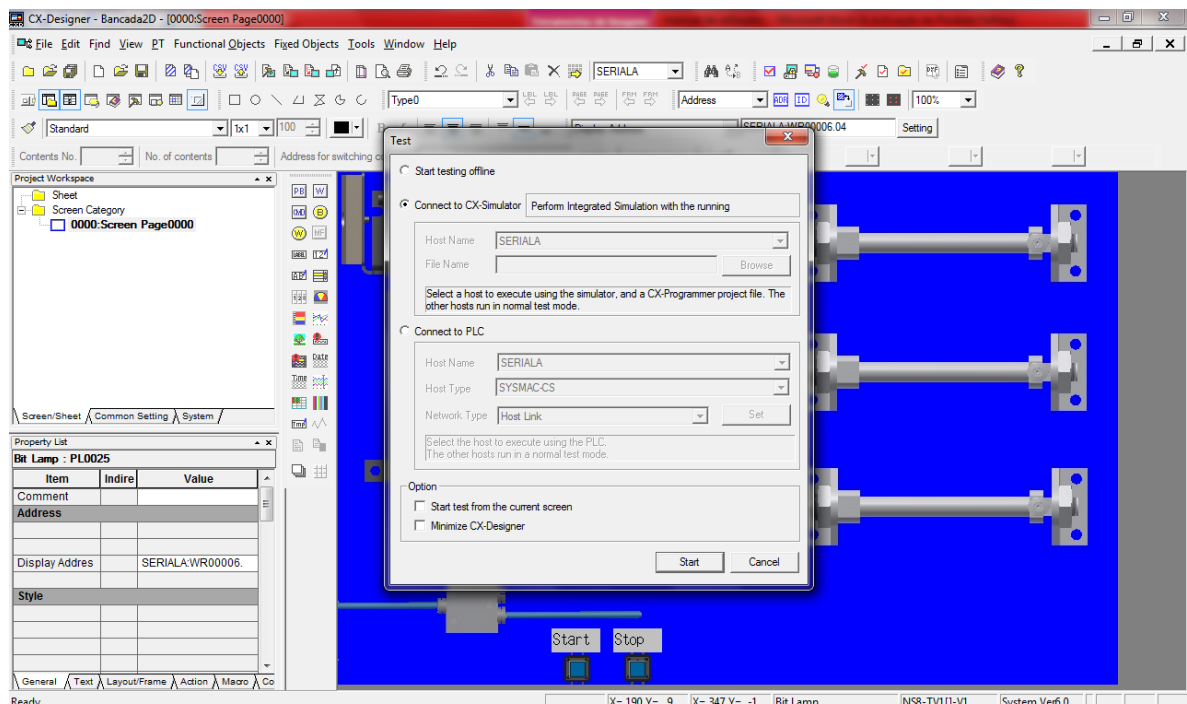 CX-Designer - Bancada2D - [0000:Screen Page0000]
File Edit Find View PT Functional Objects Fixed Objects Tools Window Help
SERIALA
Type0 Address 100%
Standard 1x1 100 SERIALA:WR00006.04 Setting
Contents No. No. of contents Address for switching
Project Workspace
Sheet
Screen Category
0000:Screen Page0000
Screen/Sheet Common Setting System
Property List
Bit Lamp : PL0025
Item Indire Value
Comment
Address
Display Addres SERIALA:WR00006.
Style
General Text Layout/Frame Action Macro Co
Test
Start testing offline
Connect to CX-Simulator Perform Integrated Simulation with the running
Host Name SERIALA
File Name Browse
Select a host to execute using the simulator, and a CX-Programmer project file. The
other hosts run in normal test mode.
Connect to PLC
Host Name SERIALA
Host Type SYSMAC-CS
Network Type Host Link Set
Select the host to execute using the PLC.
The other hosts run in a normal test mode.
Option
Start test from the current screen
Minimize CX-Designer
Start Cancel
Start Stop
Ready X= 190 Y= 9 X= 347 Y= -1 Bit Lamp NS8-TV1[]-V1 System Ver6.0